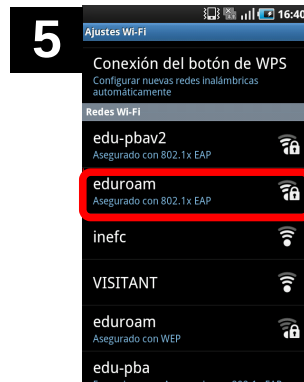 5
16:40
Ajustes Wi-Fi
Conexión del botón de WPS
Configurar nuevas redes inalámbricas
automáticamente
Redes Wi-Fi
edu-pbav2
Asegurado con 802.1x EAP
eduroam
Asegurado con 802.1x EAP
inefc
VISITANT
eduroam
Asegurado con WEP
edu-pba